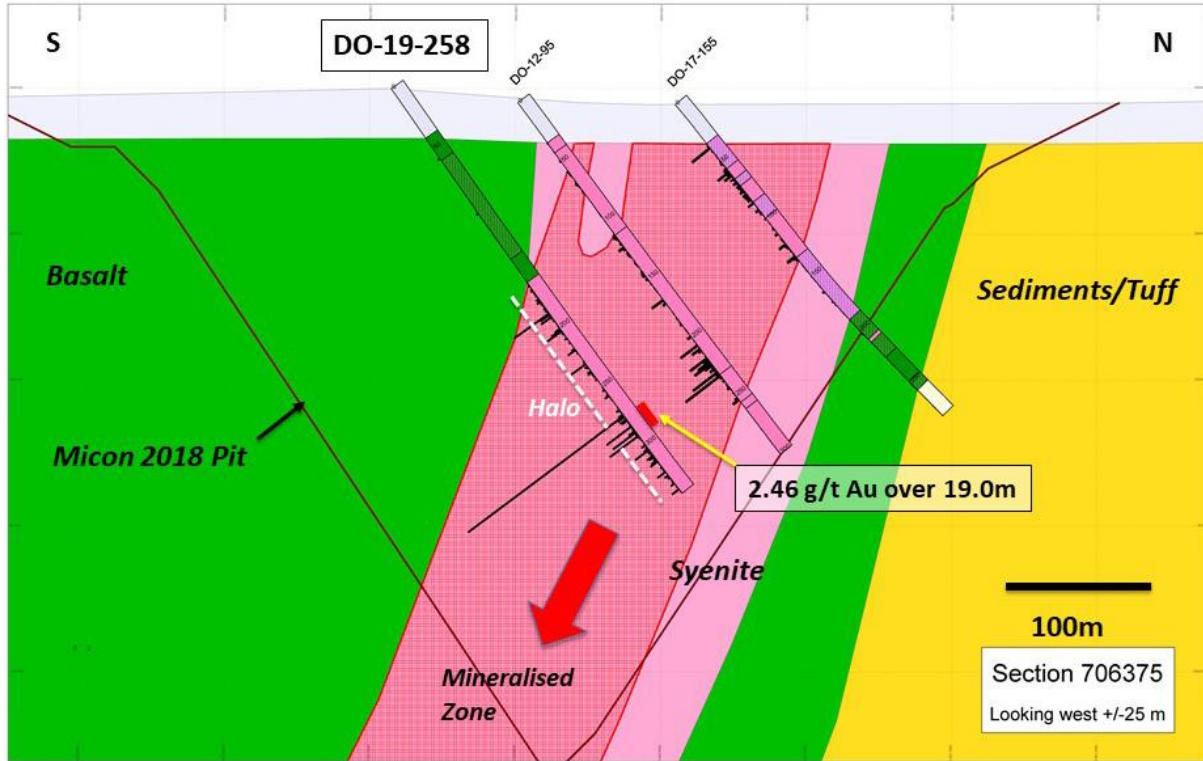 S
DO-19-258
DO-12-95
DO-17-155
N
Basalt
Sediments/Tuff
Halo
Micon 2018 Pit
2.46 g/t Au over 19.0m
Syenite
100m
Mineralised
Zone
Section 706375
Looking west +/-25 m